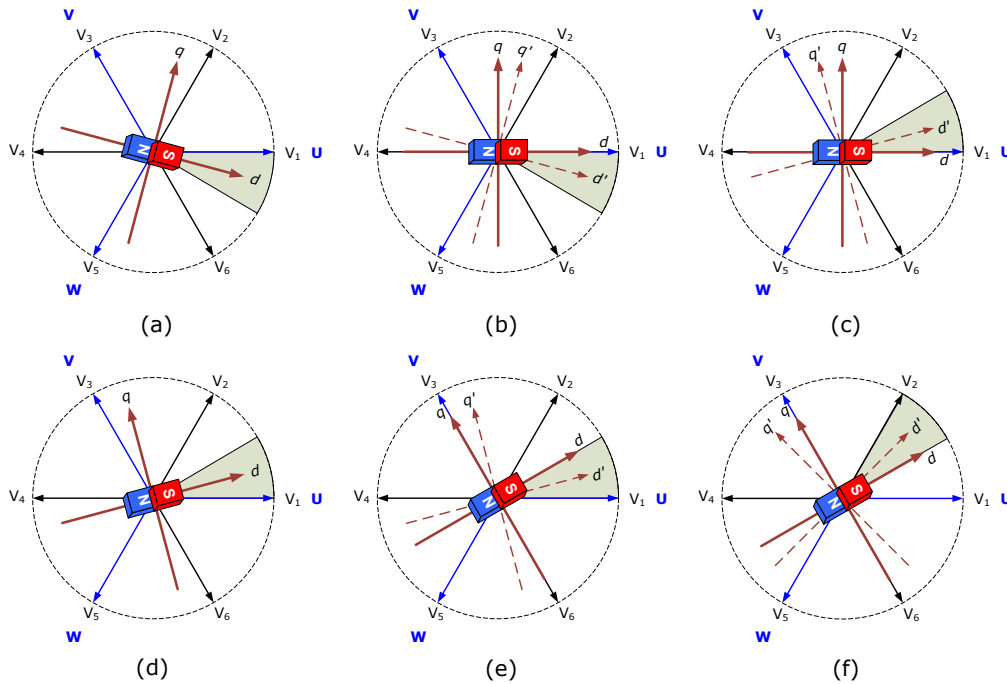 V V V
V₃ V₂ V₃ V₂ V₃ V₂
q q q' q' q
N S N S N S
V₄ d V₁ U V₄ d d' V₁ U V₄ d' d V₁ U
V₅ V₆ V₅ V₆ V₅ V₆
W W W
(a) (b) (c)
V V V
V₃ V₂ V₃ V₂ V₃ V₂
q q q' q' q
N S N S N S
V₄ d V₁ U V₄ d d' V₁ U V₄ d' d V₁ U
V₅ V₆ V₅ V₆ V₅ V₆
W W W
(d) (e) (f)